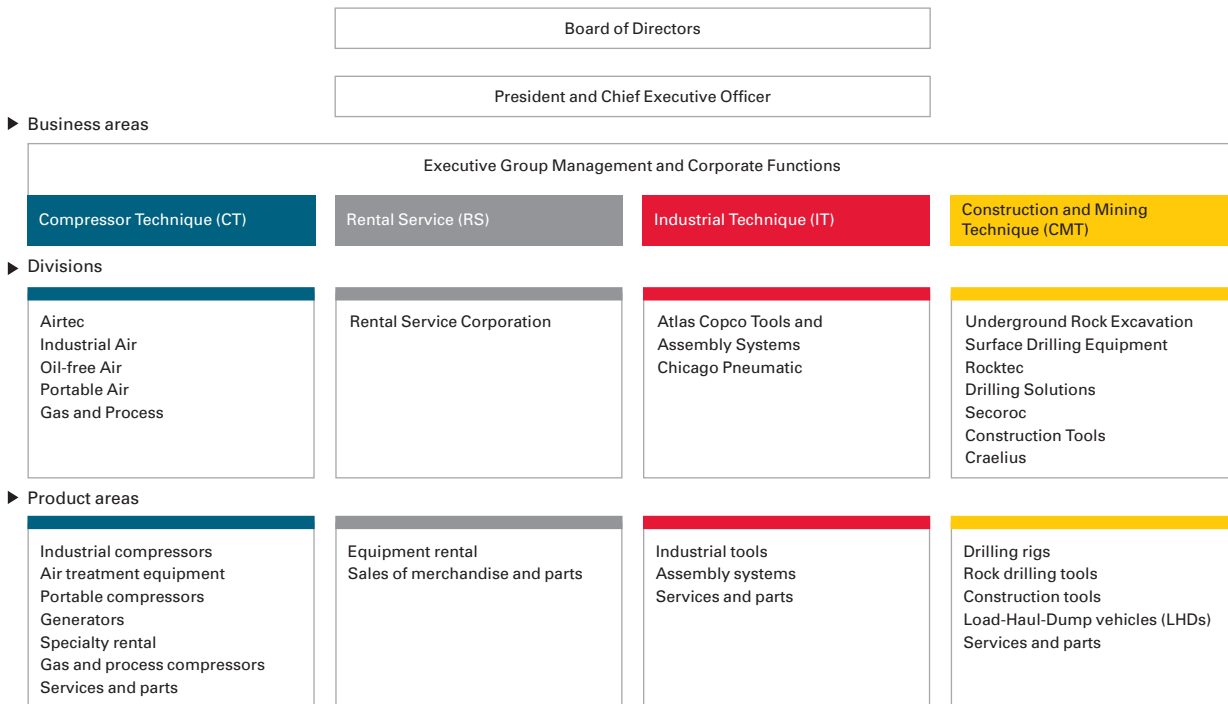 Board of Directors
President and Chief Executive Officer
Business areas
Executive Group Management and Corporate Functions
Compressor Technique (CT)
Rental Service (RS)
Industrial Technique (IT)
Construction and Mining
Technique (CMT)
Divisions
Airtec
Industrial Air
Oil-free Air
Portable Air
Gas and Process
Rental Service Corporation
Atlas Copco Tools and
Assembly Systems
Chicago Pneumatic
Underground Rock Excavation
Surface Drilling Equipment
Rocktec
Drilling Solutions
Secoroc
Construction Tools
Craelius
Product areas
Industrial compressors
Air treatment equipment
Portable compressors
Generators
Specialty rental
Gas and process compressors
Services and parts
Equipment rental
Sales of merchandise and parts
Industrial tools
Assembly systems
Services and parts
Drilling rigs
Rock drilling tools
Construction tools
Load-Haul-Dump vehicles (LHDs)
Services and parts